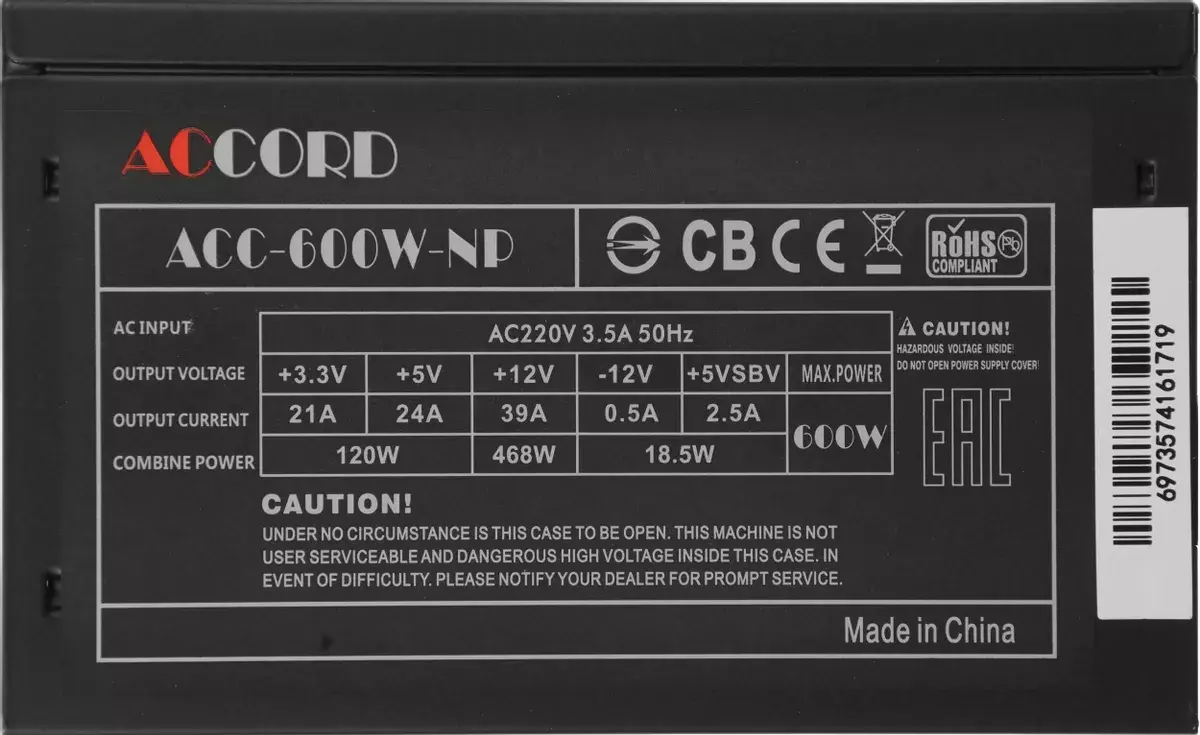 ACCORD
ACC-600W-NP
CB CE
RoHS Pb
COMPLIANT
AC INPUT AC220V 3.5A 50Hz
OUTPUT VOLTAGE +3.3V +5V +12V -12V +5VSBV MAX.POWER
OUTPUT CURRENT 21A 24A 39A 0.5A 2.5A 600W
COMBINE POWER 120W 468W 18.5W
CAUTION!
HAZARDOUS VOLTAGE INSIDE!
DO NOT OPEN POWER SUPPLY COVER!
EAC
CAUTION!
UNDER NO CIRCUMSTANCE IS THIS CASE TO BE OPEN. THIS MACHINE IS NOT
USER SERVICEABLE AND DANGEROUS HIGH VOLTAGE INSIDE THIS CASE. IN
EVENT OF DIFFICULTY. PLEASE NOTIFY YOUR DEALER FOR PROMPT SERVICE.
Made in China
6973574161719